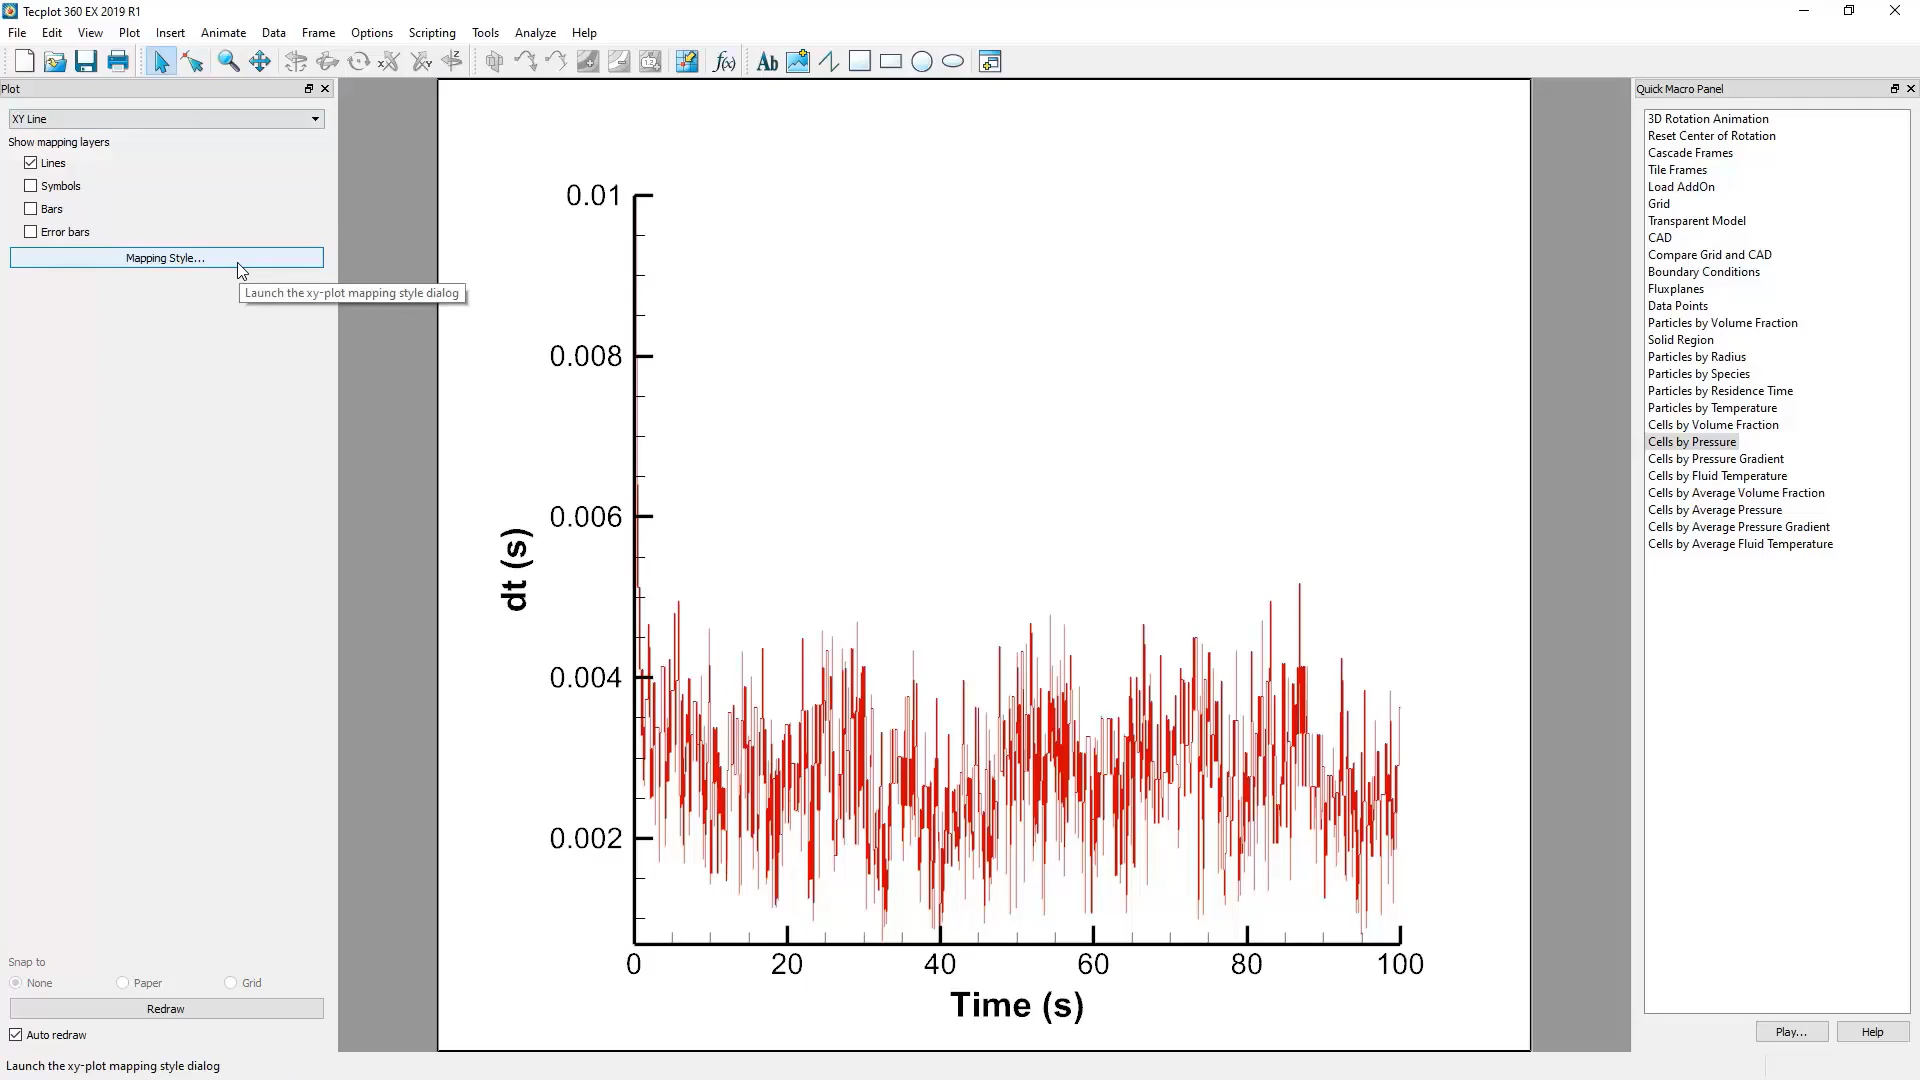 Tecplot 360 EX 2019 R1
File Edit View Plot Insert Animate Data Frame Options Scripting Tools Analyze Help
Plot
XY Line
Show mapping layers
Lines
Symbols
Bars
Error bars
Mapping Style...
Launch the xy-plot mapping style dialog
Snap to
None Paper Grid
Redraw
Auto redraw
Launch the xy-plot mapping style dialog
0.01
0.008
0.006
0.004
0.002
dt (s)
0 20 40 60 80 100
Time (s)
Quick Macro Panel
3D Rotation Animation
Reset Center of Rotation
Cascade Frames
Tile Frames
Load AddOn
Grid
Transparent Model
CAD
Compare Grid and CAD
Boundary Conditions
Fluxplanes
Data Points
Particles by Volume Fraction
Solid Region
Particles by Radius
Particles by Species
Particles by Residence Time
Particles by Temperature
Cells by Volume Fraction
Cells by Pressure
Cells by Pressure Gradient
Cells by Fluid Temperature
Cells by Average Volume Fraction
Cells by Average Pressure
Cells by Average Pressure Gradient
Cells by Average Fluid Temperature
Play... Help